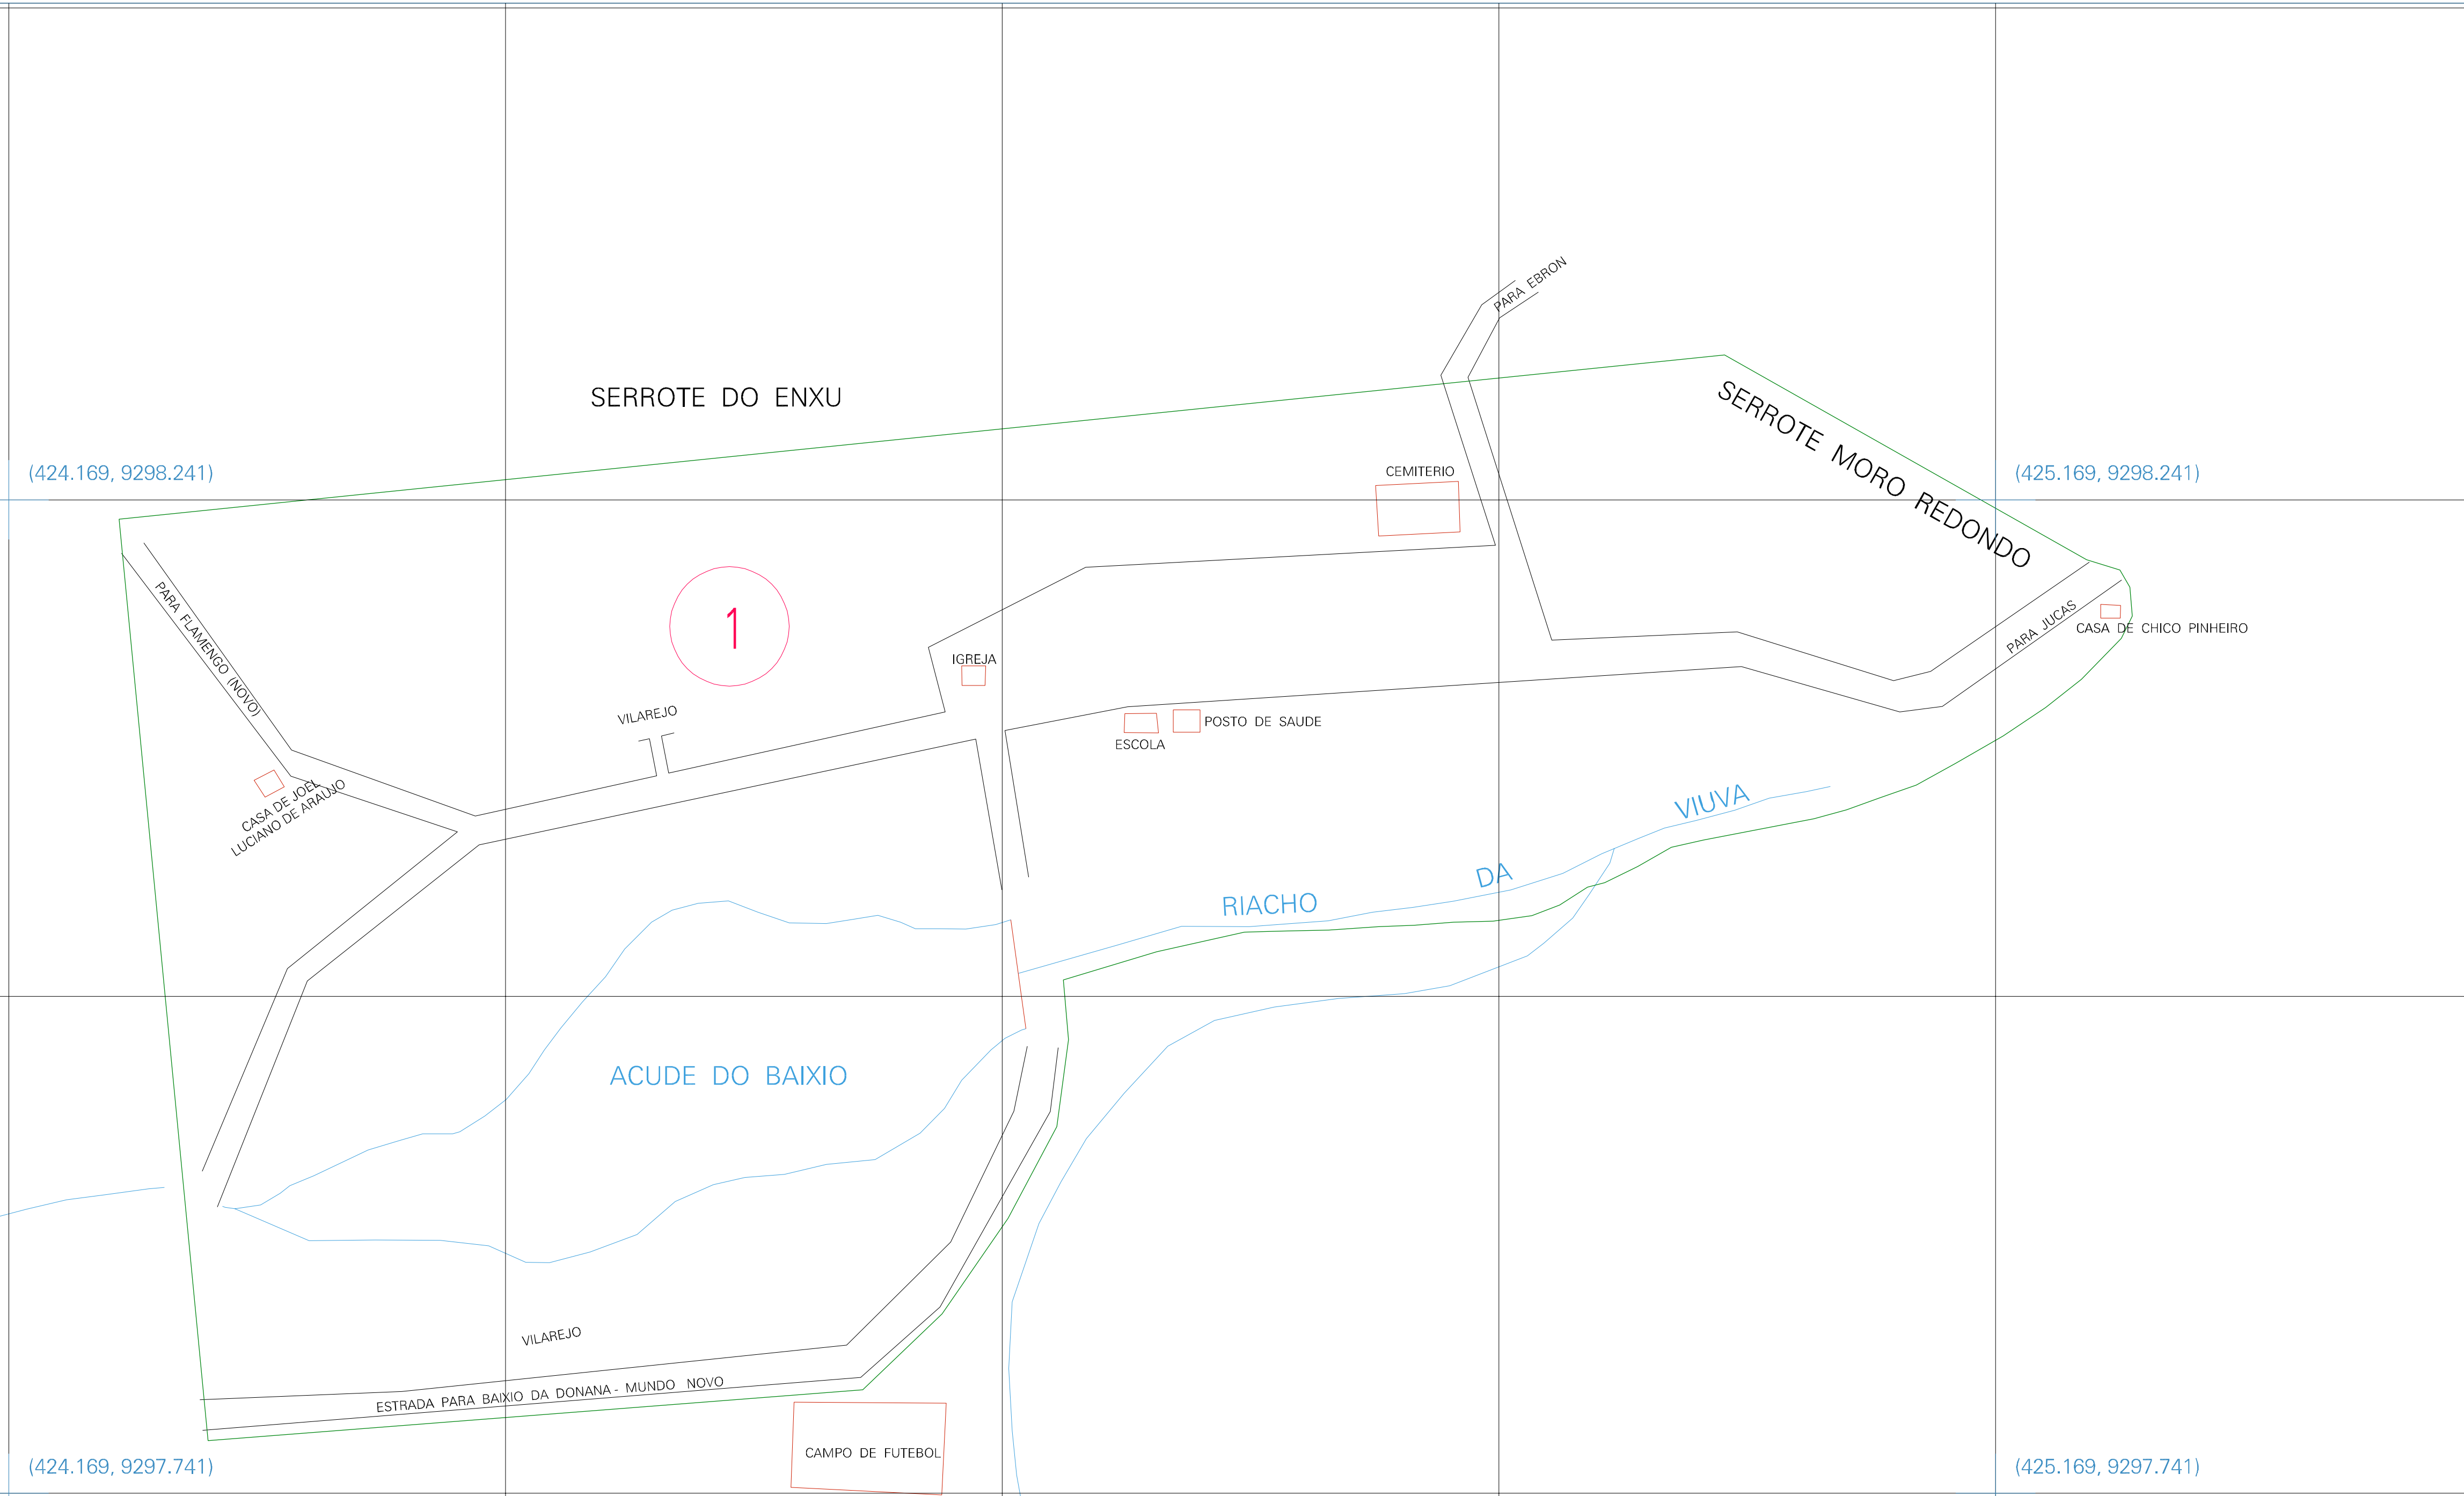 PARA EBRON
SERROTE DO ENXU
SERROTE MORO REDONDO
(424.169, 9298.241)
CEMITERIO
(425.169, 9298.241)
PARA FLAMENGO (NOVO)
1
IGREJA
PARA JUCAS
CASA DE CHICO PINHEIRO
VILAREJO
POSTO DE SAUDE
ESCOLA
CASA DE JOEL
LUCIANO DE ARAUJO
RIACHO DA VIUVA
ACUDE DO BAIXIO
VILAREJO
ESTRADA PARA BAIXIO DA DONANA - MUNDO NOVO
CAMPO DE FUTEBOL
(424.169, 9297.741)
(425.169, 9297.741)